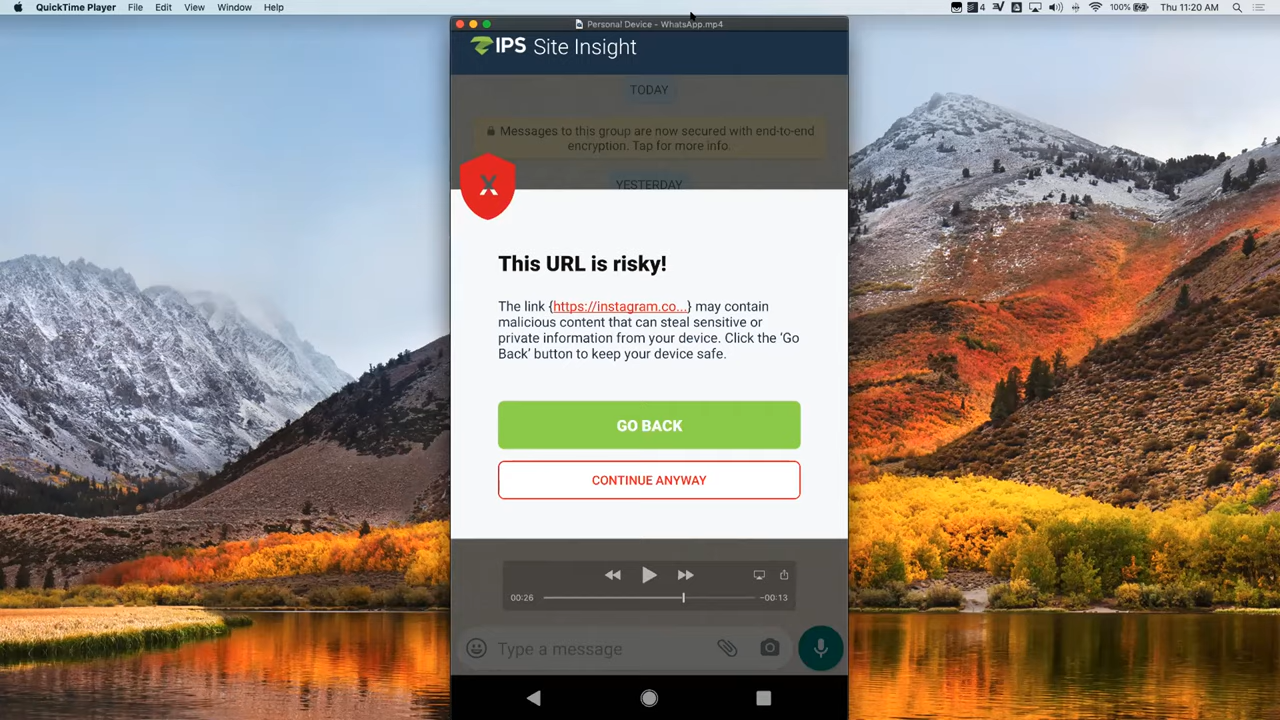 QuickTime Player File Edit View Window Help 4 100% Thu 11:20 AM
Personal Device - WhatsApp.mp4
ZIPS Site Insight
TODAY
Messages to this group are now secured with end-to-end
encryption. Tap for more info.
YESTERDAY
X
This URL is risky!
The link {https://instagram.co...} may contain
malicious content that can steal sensitive or
private information from your device. Click the ‘Go
Back’ button to keep your device safe.
GO BACK
CONTINUE ANYWAY
00:26 −00:13
Type a message